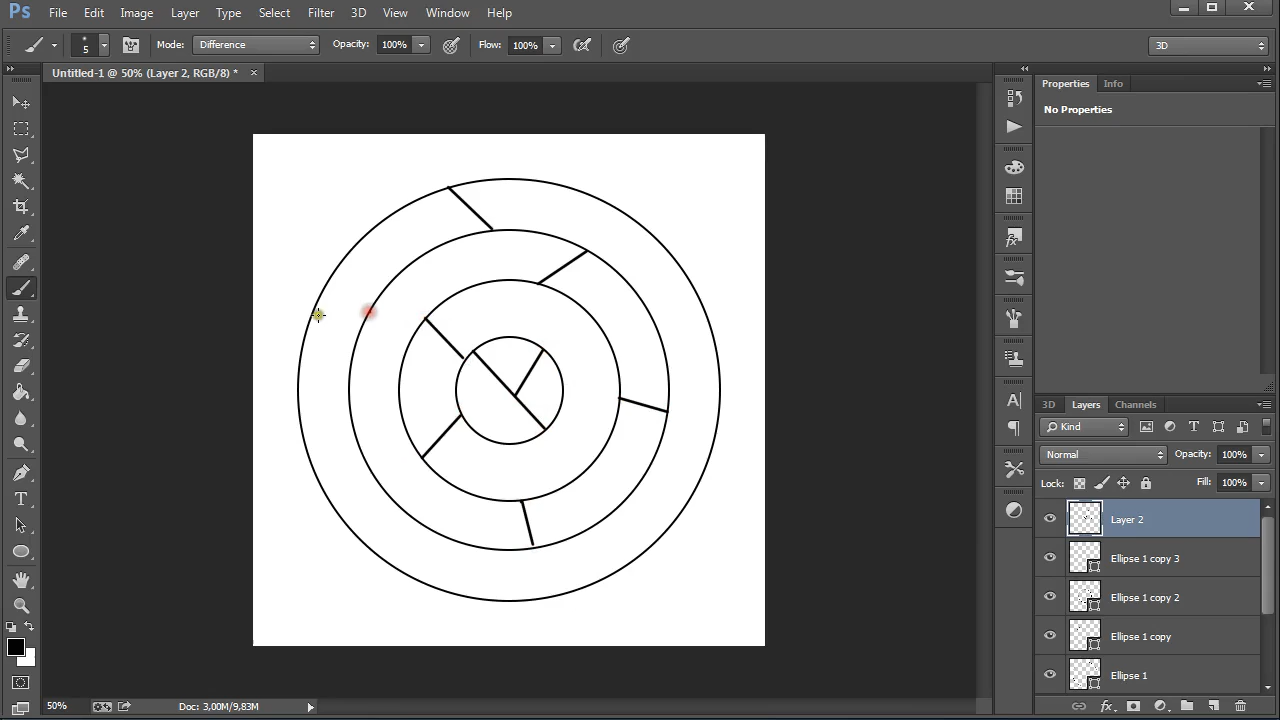 Ps File Edit Image Layer Type Select Filter 3D View Window Help
5 Mode: Difference Opacity: 100% Flow: 100% 3D
Untitled-1 @ 50% (Layer 2, RGB/8) *
Properties Info
No Properties
3D Layers Channels
Kind
Normal Opacity: 100%
Lock: Fill: 100%
Layer 2
Ellipse 1 copy 3
Ellipse 1 copy 2
Ellipse 1 copy
Ellipse 1
50% Doc: 3,00M/9,83M